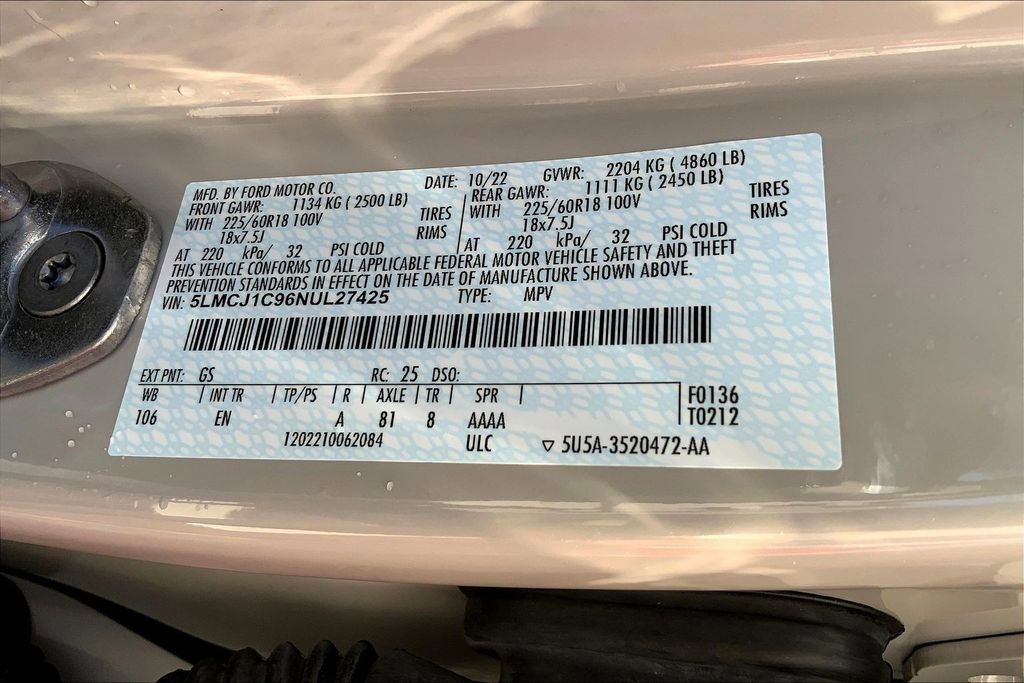 MFD. BY FORD MOTOR CO. DATE: 10/22 GVWR: 2204 KG ( 4860 LB)
FRONT GAWR: 1134 KG ( 2500 LB) REAR GAWR: 1111 KG ( 2450 LB)
WITH 225/60R18 100V TIRES WITH 225/60R18 100V TIRES
18x7.5J RIMS 18x7.5J RIMS
AT 220 kPa/ 32 PSI COLD AT 220 kPa/ 32 PSI COLD
THIS VEHICLE CONFORMS TO ALL APPLICABLE FEDERAL MOTOR VEHICLE SAFETY AND THEFT
PREVENTION STANDARDS IN EFFECT ON THE DATE OF MANUFACTURE SHOWN ABOVE.
VIN: 5LMCJ1C96NUL27425 TYPE: MPV
EXT PNT: GS RC: 25 DSO:
WB INT TR TP/PS R AXLE TR SPR F0136
106 EN A 81 8 AAAA T0212
1202210062084 ULC ▽ 5U5A-3520472-AA